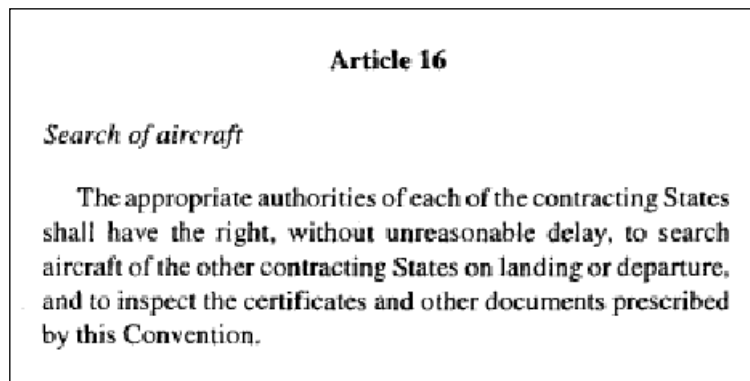 Article 16
Search of aircraft
The appropriate authorities of each of the contracting States
shall have the right, without unreasonable delay, to search
aircraft of the other contracting States on landing or departure,
and to inspect the certificates and other documents prescribed
by this Convention.